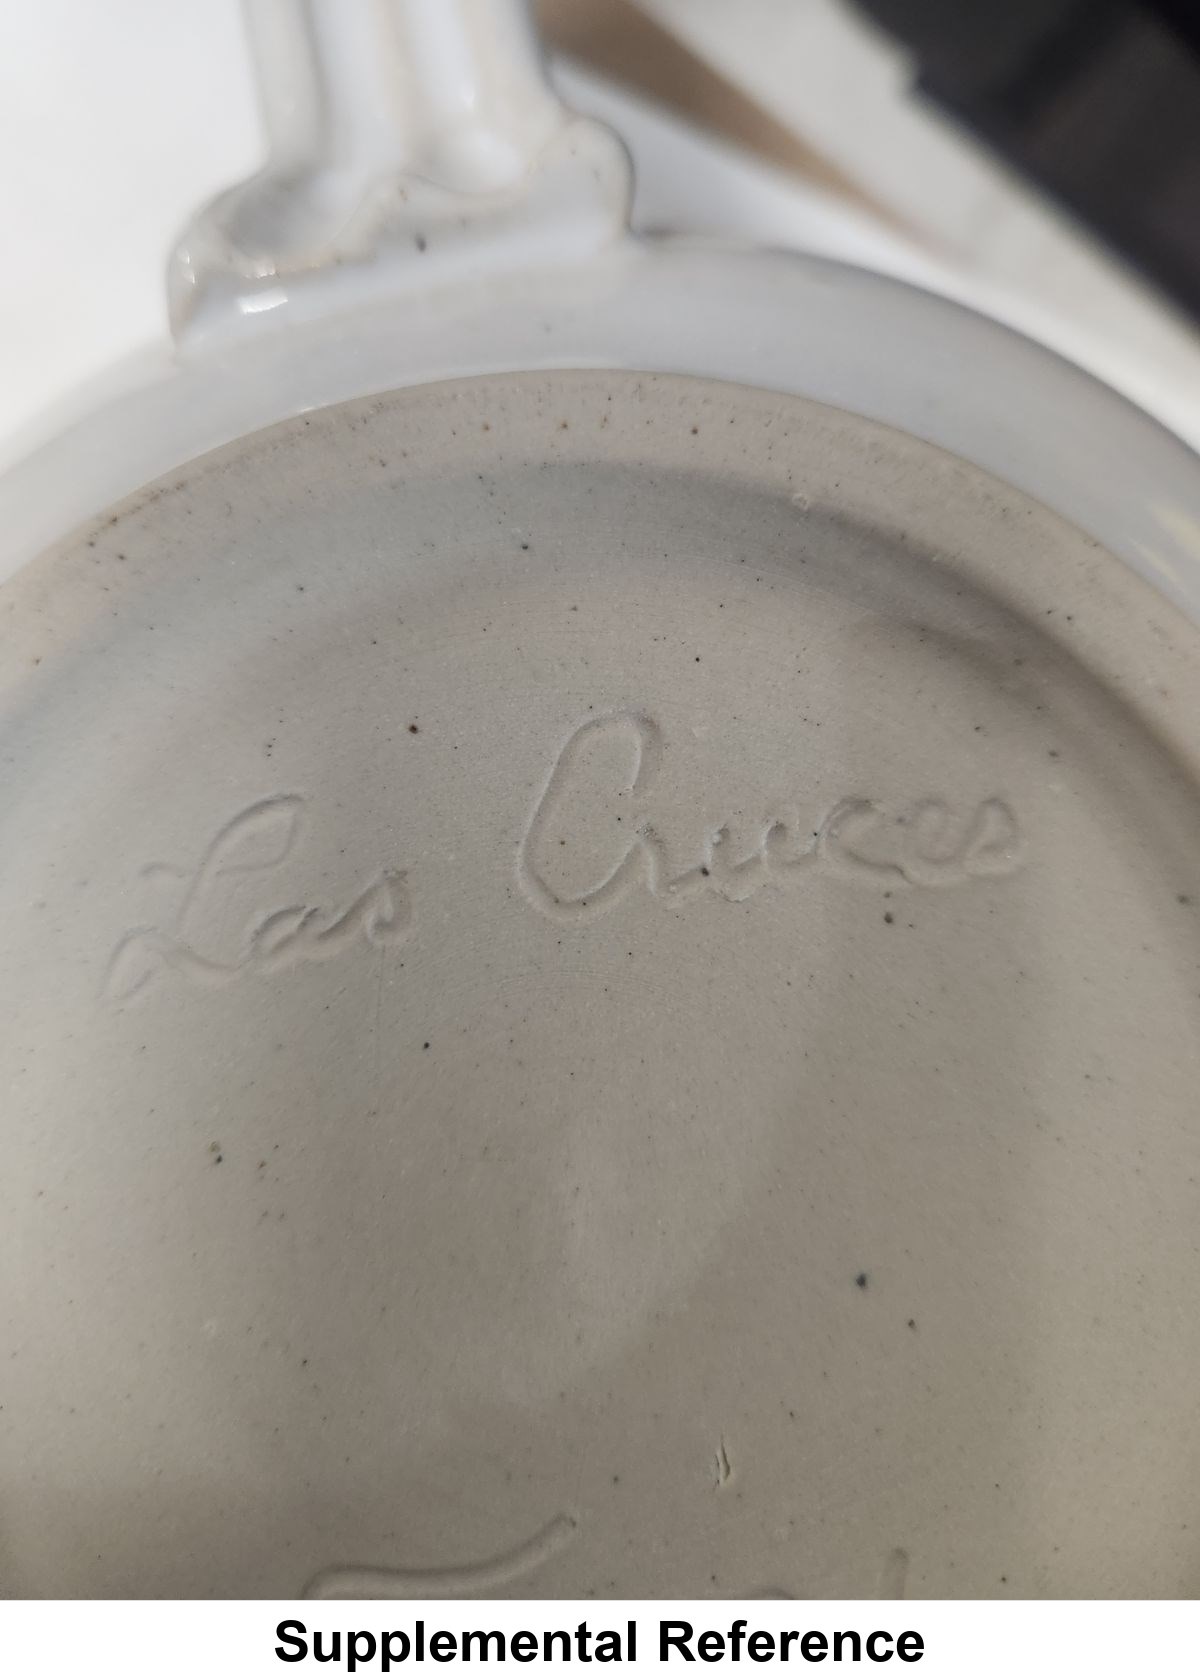 Las Cruces
Supplemental Reference